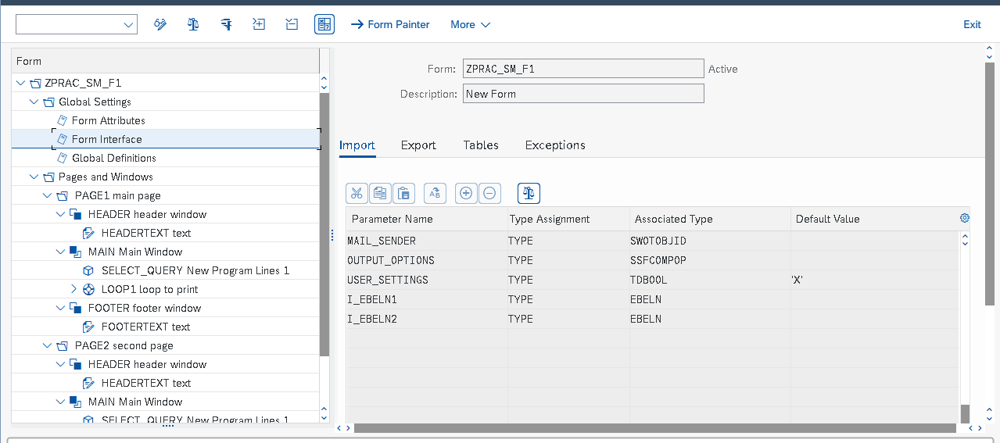 Form Painter
More
Exit
Form
ZPRAC_SM_F1
Global Settings
Form Attributes
Form Interface
Global Definitions
Pages and Windows
PAGE1 main page
HEADER header window
HEADERTEXT text
MAIN Main Window
SELECT_QUERY New Program Lines 1
LOOP1 loop to print
FOOTER footer window
FOOTERTEXT text
PAGE2 second page
HEADER header window
HEADERTEXT text
MAIN Main Window
SELECT_QUERY New Program Lines 1
Form: ZPRAC_SM_F1 Active
Description: New Form
Import Export Tables Exceptions
Parameter Name Type Assignment Associated Type Default Value
MAIL_SENDER TYPE SWOTOBJID
OUTPUT_OPTIONS TYPE SSFCOMPOP
USER_SETTINGS TYPE TDBOOL 'X'
I_EBELN1 TYPE EBELN
I_EBELN2 TYPE EBELN